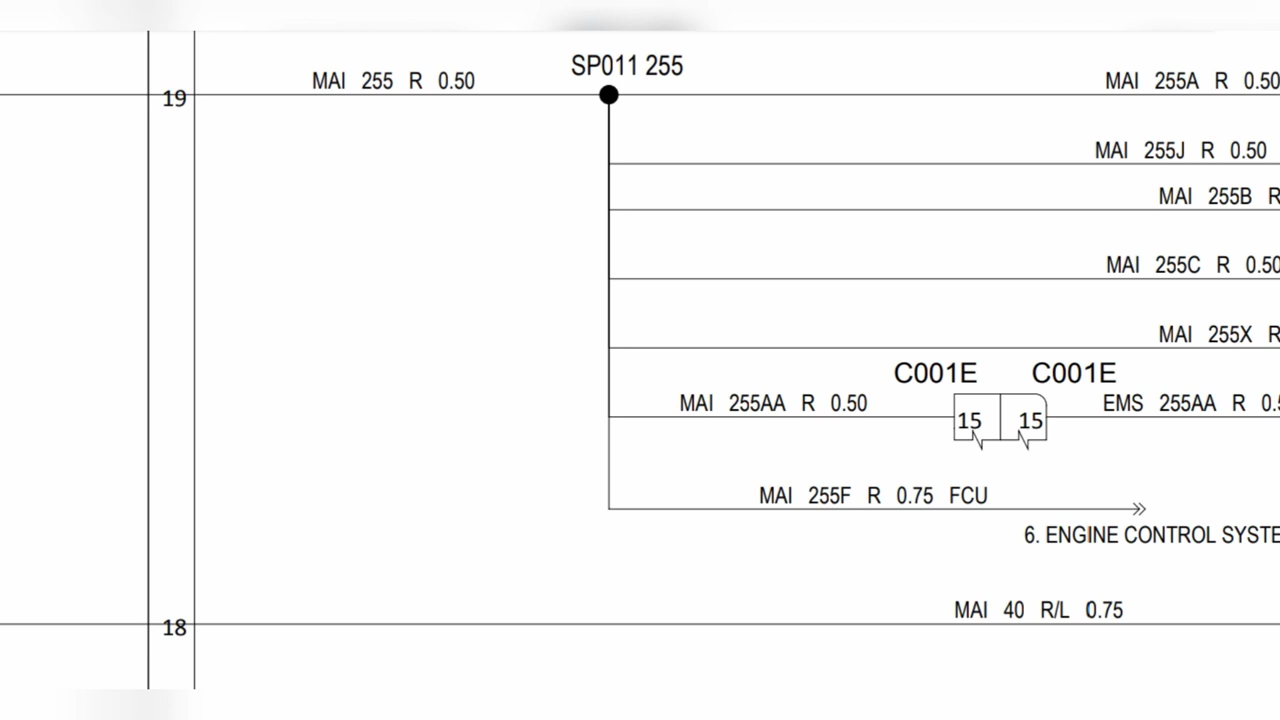 SP011 255
19 MAI 255 R 0.50 MAI 255A R 0.50
MAI 255J R 0.50
MAI 255B R
MAI 255C R 0.50
MAI 255X R
C001E C001E
MAI 255AA R 0.50 15 15 EMS 255AA R
MAI 255F R 0.75 FCU
6. ENGINE CONTROL
18 MAI 40 R/L 0.75